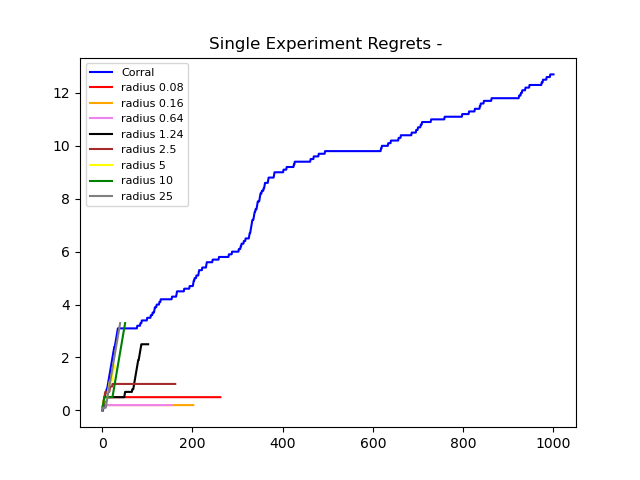 Single Experiment Regrets -
Corral
radius 0.08
radius 0.16
radius 0.64
radius 1.24
radius 2.5
radius 5
radius 10
radius 25
12
10
8
6
4
2
0
0 200 400 600 800 1000